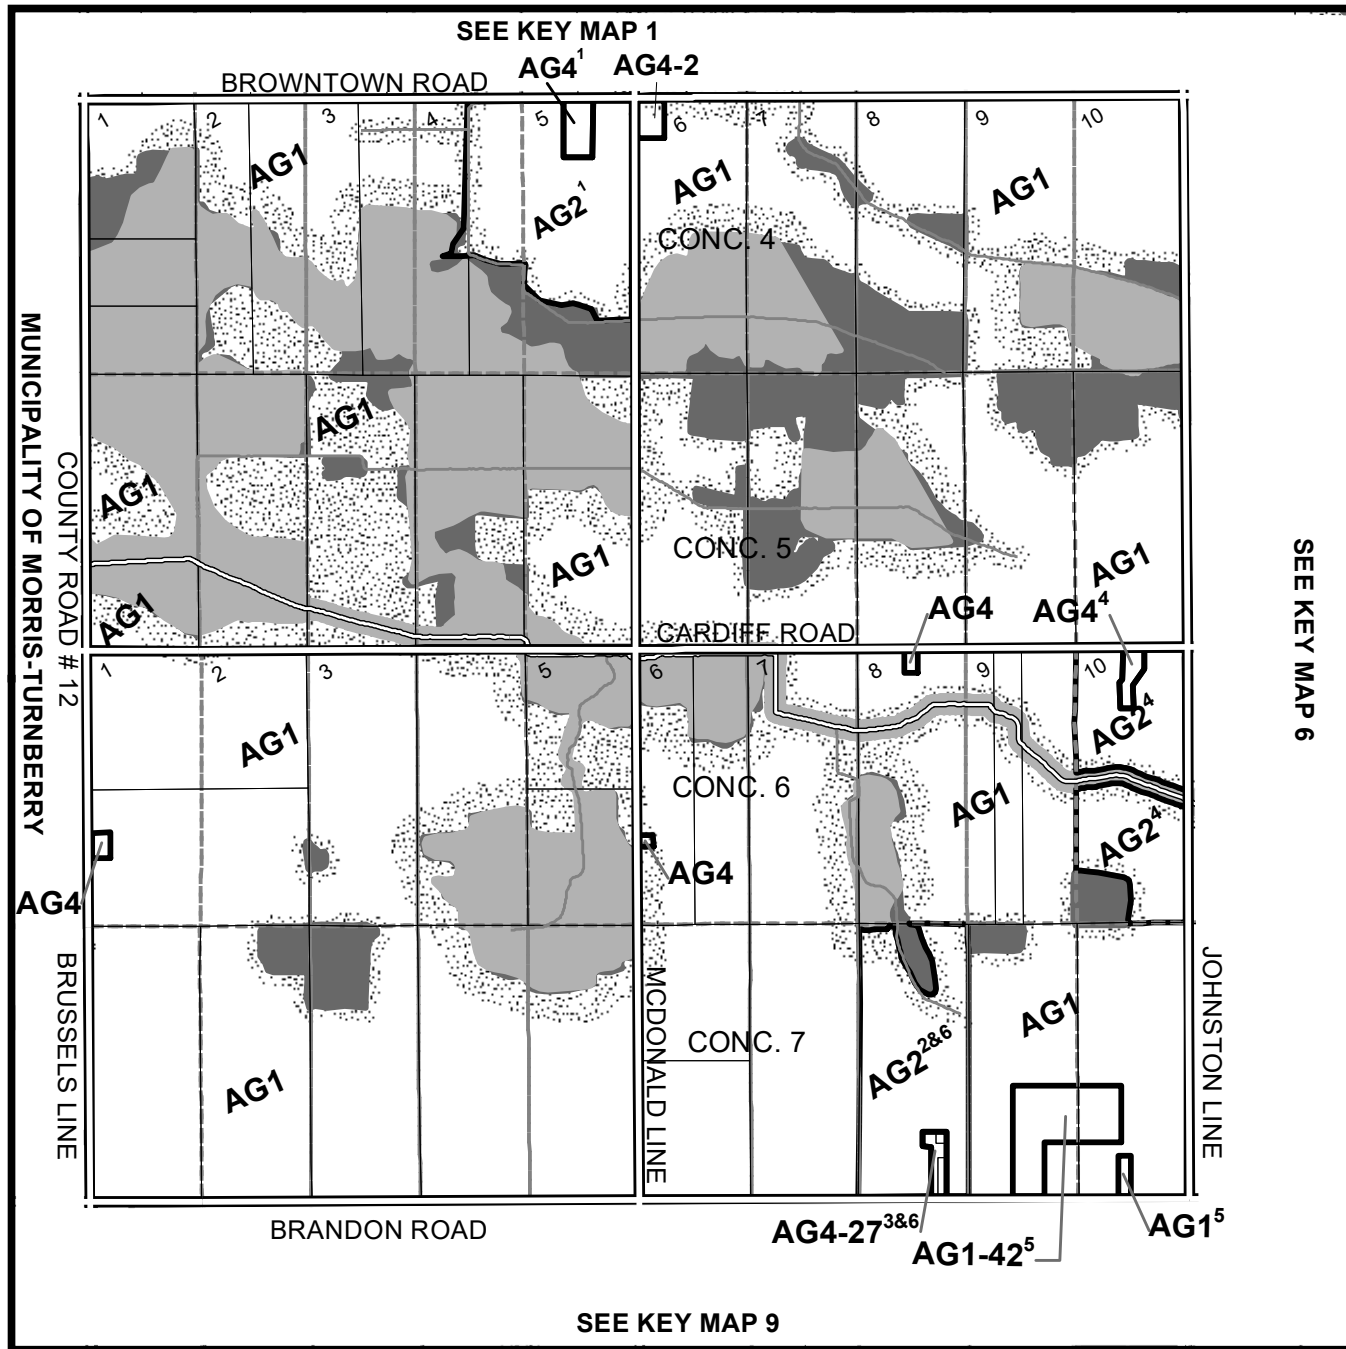 SEE KEY MAP 1
AG4¹ AG4-2
BROWNTOWN ROAD
1 2 3 4 5 6 7 8 9 10
AG1
AG1
AG1
AG2¹
CONC. 4
MUNICIPALITY OF MORRIS-TURNBERRY
COUNTY ROAD # 12
AG1
AG1
AG1
CONC. 5
AG1
AG1
AG1
SEE KEY MAP 6
AG4 AG4⁴
CARDIFF ROAD
1 2 3 5 6 7 8 9 10
AG1
AG2⁴
CONC. 6
AG1
AG2⁴
AG4
AG4
BRUSSELS LINE
MCDONALD LINE
JOHNSTON LINE
AG1
CONC. 7
AG2²&⁶
AG1
AG4-27³&⁶
AG1-42⁵
AG1⁵
BRANDON ROAD
SEE KEY MAP 9